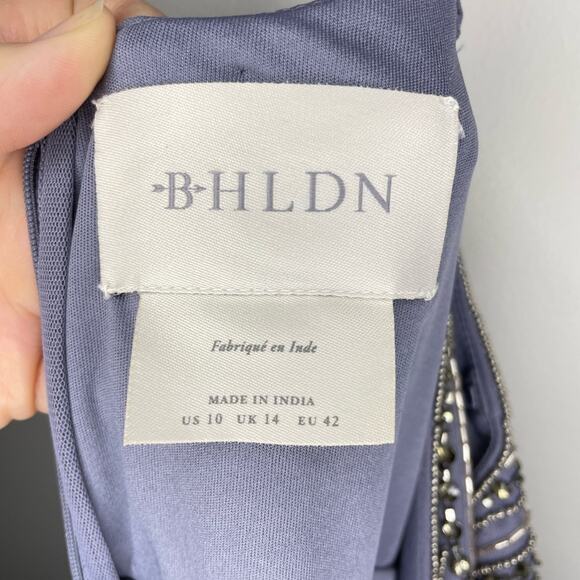 BHLDN
Fabriqué en Inde
MADE IN INDIA
US 10 UK 14 EU 42